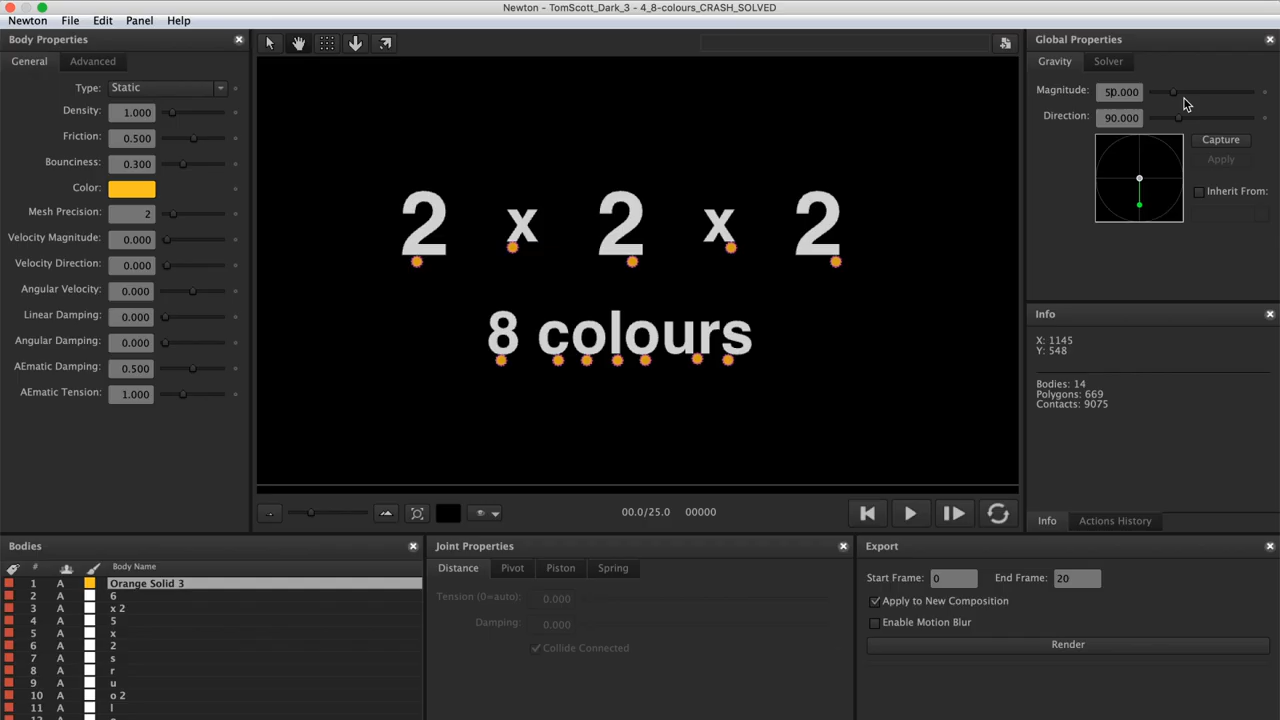 Newton - TomScott_Dark_3 - 4_8-colours_CRASH_SOLVED
Newton File Edit Panel Help
Body Properties
General Advanced
Type: Static
Density: 1.000
Friction: 0.500
Bounciness: 0.300
Color:
Mesh Precision: 2
Velocity Magnitude: 0.000
Velocity Direction: 0.000
Angular Velocity: 0.000
Linear Damping: 0.000
Angular Damping: 0.000
AEmatic Damping: 0.500
AEmatic Tension: 1.000
2 x 2 x 2
8 colours
00.0/25.0 00000
Global Properties
Gravity Solver
Magnitude: 50.000
Direction: 90.000
Capture
Apply
Inherit From:
Info
X: 1145
Y: 548
Bodies: 14
Polygons: 669
Contacts: 9075
Info Actions History
Bodies
# Body Name
1 A Orange Solid 3
2 A 6
3 A x 2
4 A 5
5 A x
6 A 2
7 A s
8 A r
9 A u
10 A o 2
11 A l
Joint Properties
Distance Pivot Piston Spring
Tension (0=auto): 0.000
Damping: 0.000
Collide Connected
Export
Start Frame: 0 End Frame: 20
Apply to New Composition
Enable Motion Blur
Render